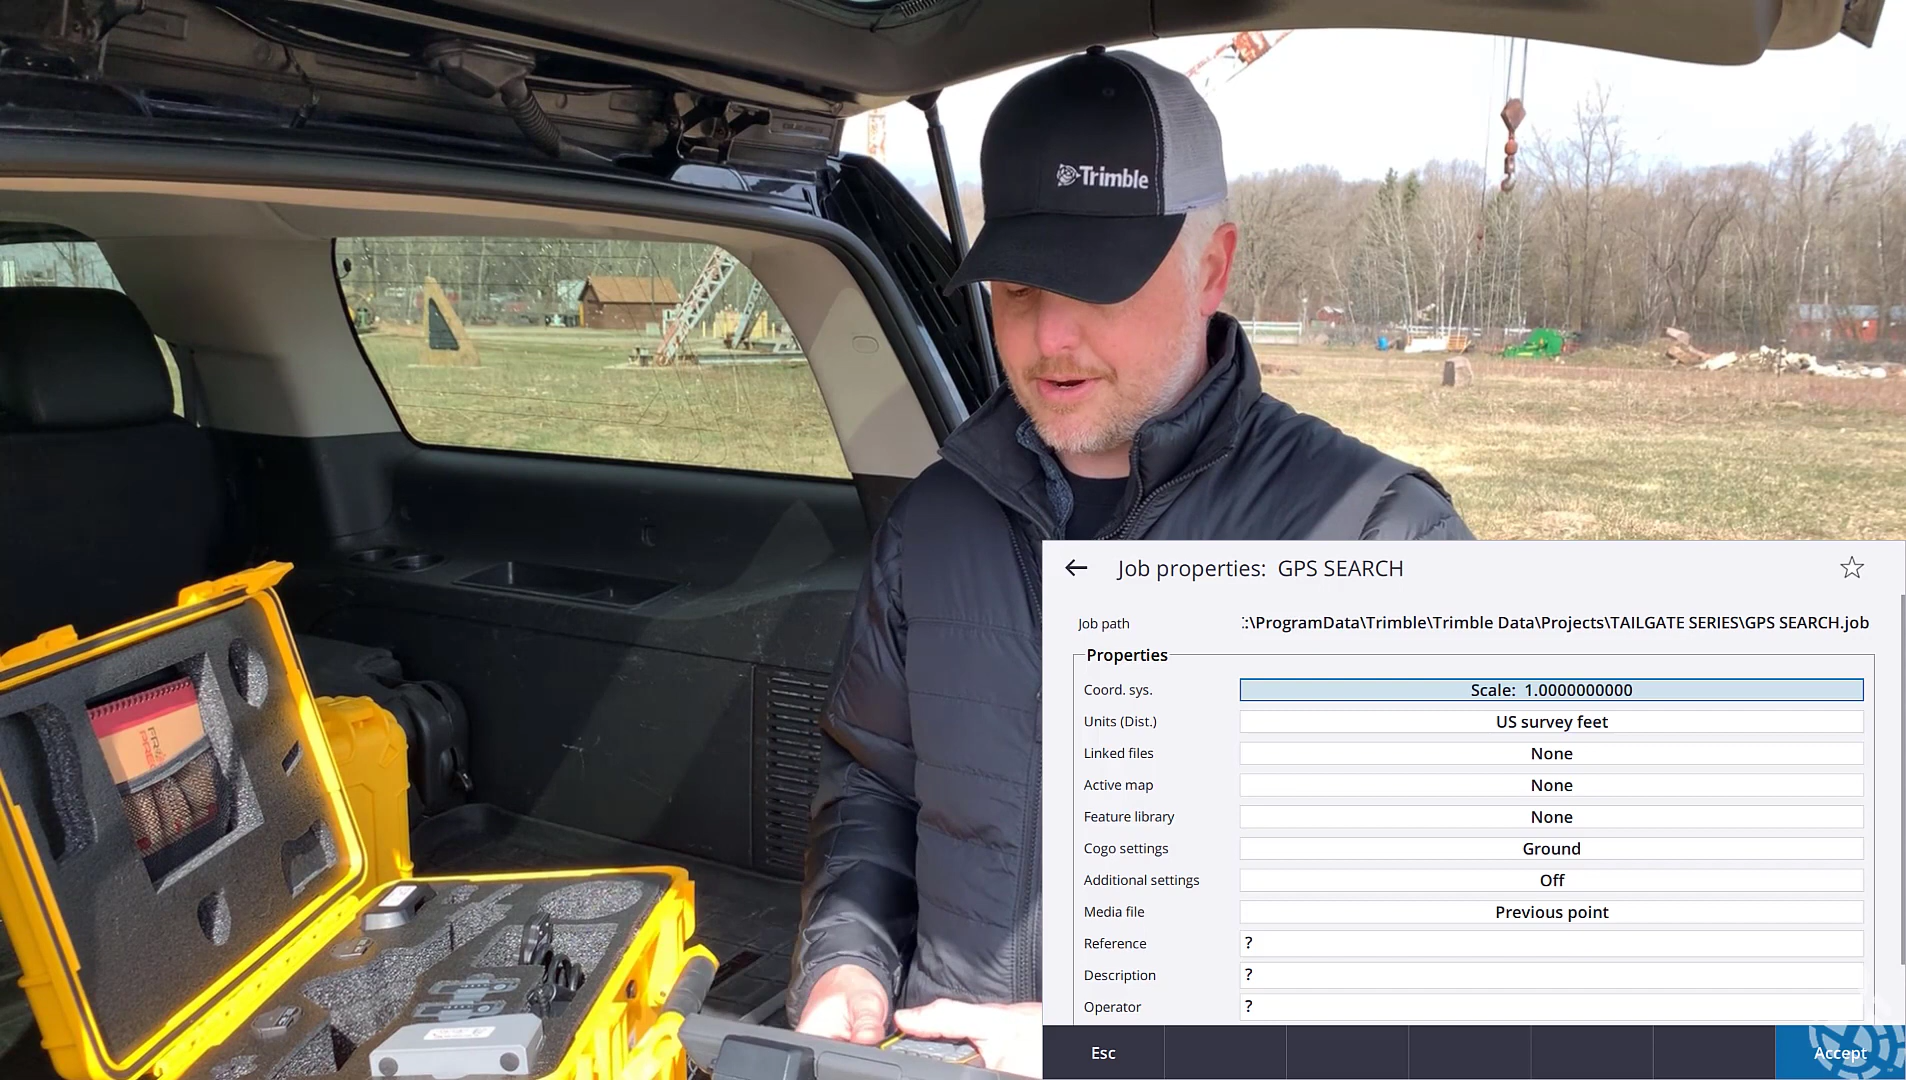 Trimble
Job properties: GPS SEARCH
Job path :\ProgramData\Trimble\Trimble Data\Projects\TAILGATE SERIES\GPS SEARCH.job
Properties
Coord. sys. Scale: 1.0000000000
Units (Dist.) US survey feet
Linked files None
Active map None
Feature library None
Cogo settings Ground
Additional settings Off
Media file Previous point
Reference ?
Description ?
Operator ?
Esc Accept